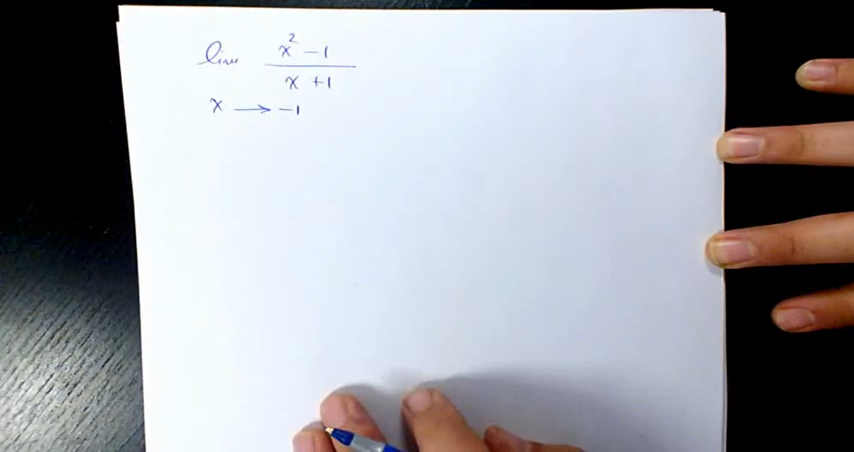 lim x² - 1
x + 1
x → -1